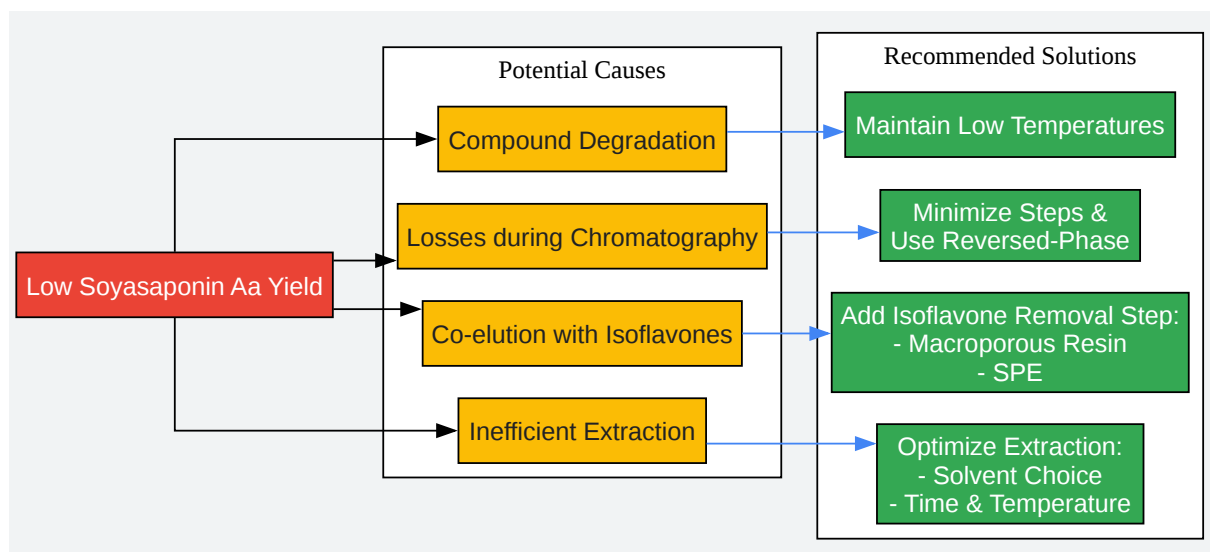 Low Soyasaponin Aa Yield
Potential Causes
Compound Degradation
Losses during Chromatography
Co-elution with Isoflavones
Inefficient Extraction
Recommended Solutions
Maintain Low Temperatures
Minimize Steps &
Use Reversed-Phase
Add Isoflavone Removal Step:
- Macroporous Resin
- SPE
Optimize Extraction:
- Solvent Choice
- Time & Temperature